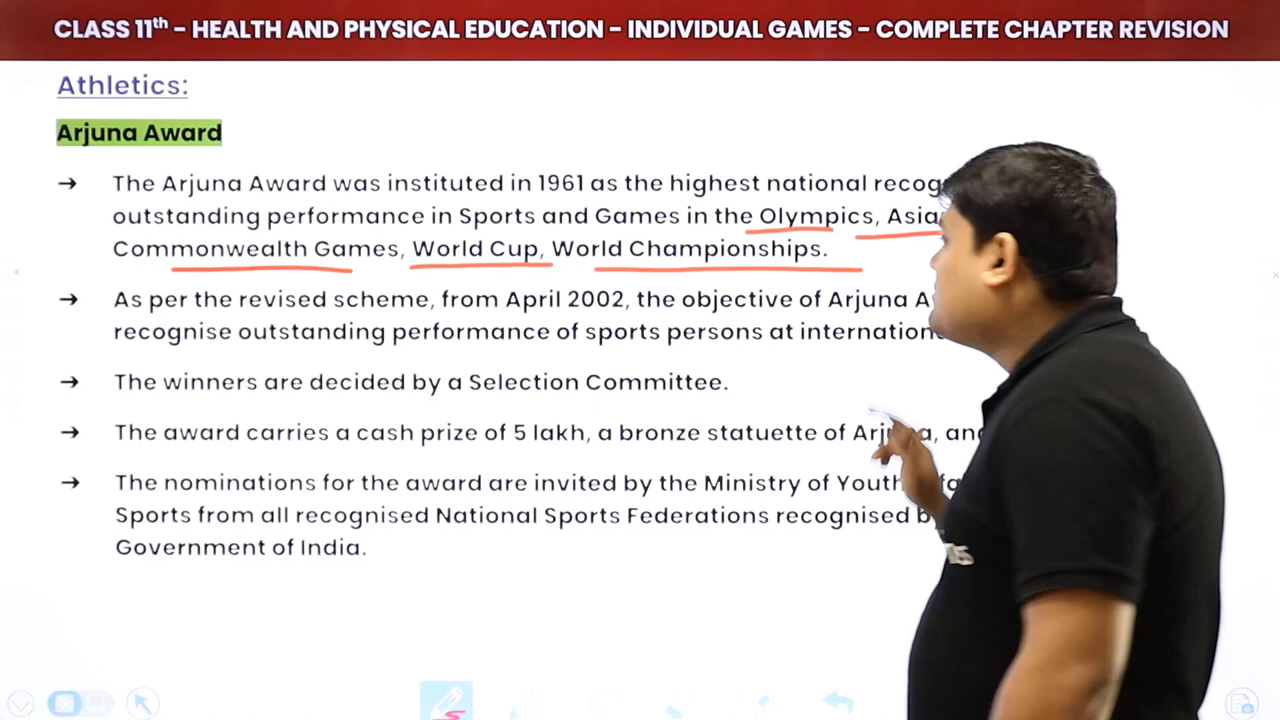 CLASS 11th – HEALTH AND PHYSICAL EDUCATION – INDIVIDUAL GAMES – COMPLETE CHAPTER REVISION
Athletics:
Arjuna Award
→ The Arjuna Award was instituted in 1961 as the highest national
outstanding performance in Sports and Games in the Olympics,
Commonwealth Games, World Cup, World Championships.
→ As per the revised scheme, from April 2002, the objective of Arjuna
recognise outstanding performance of sports persons at
→ The winners are decided by a Selection Committee.
→ The award carries a cash prize of 5 lakh, a bronze statuette of Arjuna,
→ The nominations for the award are invited by the Ministry of Youth
Sports from all recognised National Sports Federations recognised
Government of India.